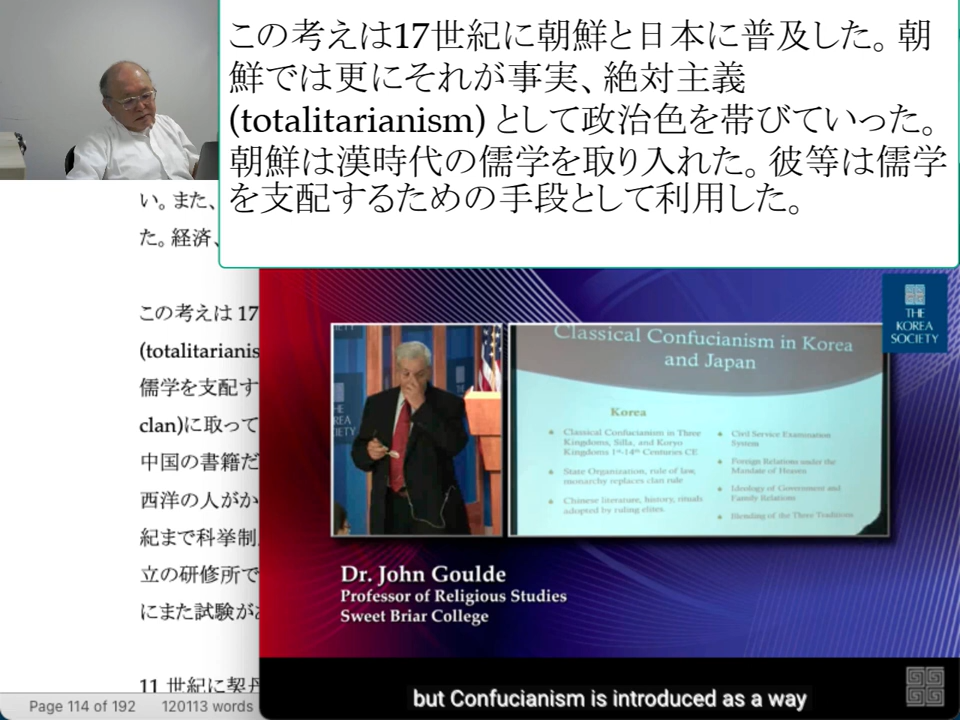 この考えは17世紀に朝鮮と日本に普及した。朝
鮮では更にそれが事実、絶対主義
(totalitarianism) として政治色を帯びていった。
朝鮮は漢時代の儒学を取り入れた。彼等は儒学
を支配するための手段として利用した。
い。また、
た。経済、
この考えは 17
(totalitarianis
儒学を支配す
clan)に取って
中国の書籍だ
西洋の人がか
紀まで科挙制
立の研修所で
にまた試験が
11 世紀に契丹
Page 114 of 192 120113 words
THE
KOREA
SOCIETY
Classical Confucianism in Korea
and Japan
Korea
Classical Confucianism in Three
Kingdoms, Silla, and Koryo
Kingdoms 1st-14th Centuries CE
State Organization, rule of law,
monarchy replaces clan rule
Chinese literature, history, rituals
adopted by ruling elites.
Civil Service Examination
System
Foreign Relations under the
Mandate of Heaven
Ideology of Government and
Family Relations
Blending of the Three Traditions
Dr. John Goulde
Professor of Religious Studies
Sweet Briar College
but Confucianism is introduced as a way